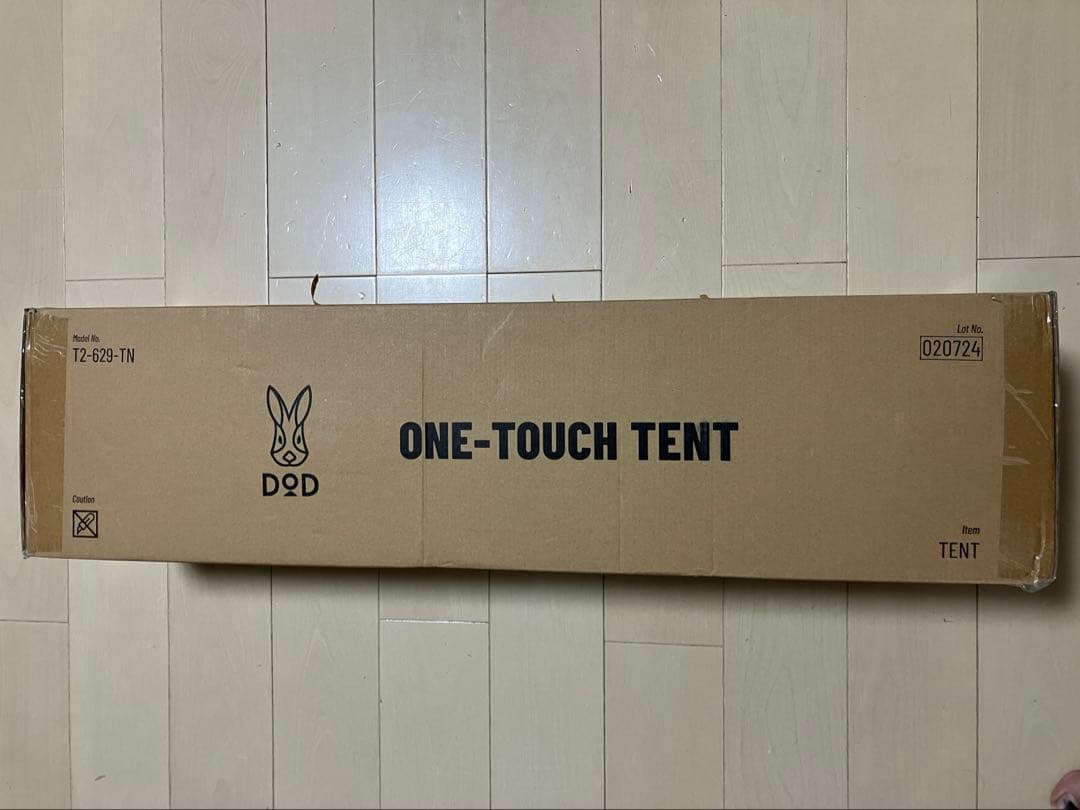 Model No.
T2-629-TN
Lot No.
020724
DOD
ONE-TOUCH TENT
Caution
Item
TENT